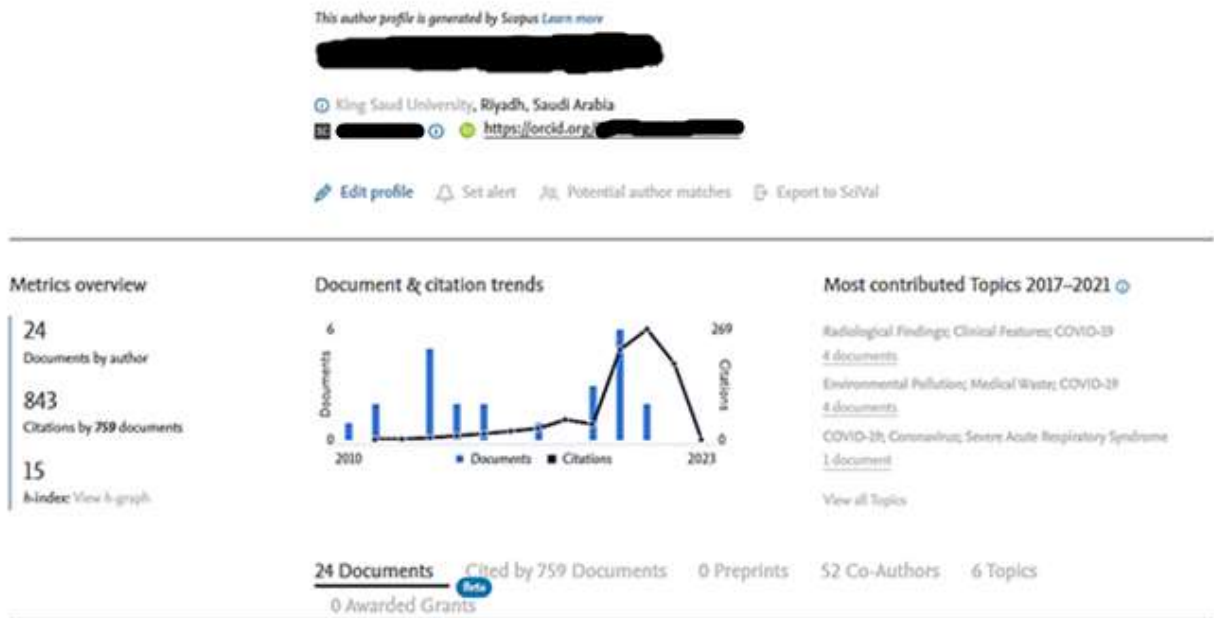 This author profile is generated by Scopus Learn more
King Saud University, Riyadh, Saudi Arabia
SC https://orcid.org/
Edit profile Set alert Potential author matches Export to SciVal
Metrics overview
24
Documents by author
843
Citations by 759 documents
15
h-index: View h-graph
Document & citation trends
6
Documents
0
269
Citations
0
2010
Documents Citations
2023
Most contributed Topics 2017–2021
Radiological Findings; Clinical Features; COVID-19
4 documents
Environmental Pollution; Medical Waste; COVID-19
4 documents
COVID-19; Coronavirus; Severe Acute Respiratory Syndrome
1 document
View all Topics
24 Documents Cited by 759 Documents 0 Preprints 52 Co-Authors 6 Topics
Beta
0 Awarded Grants